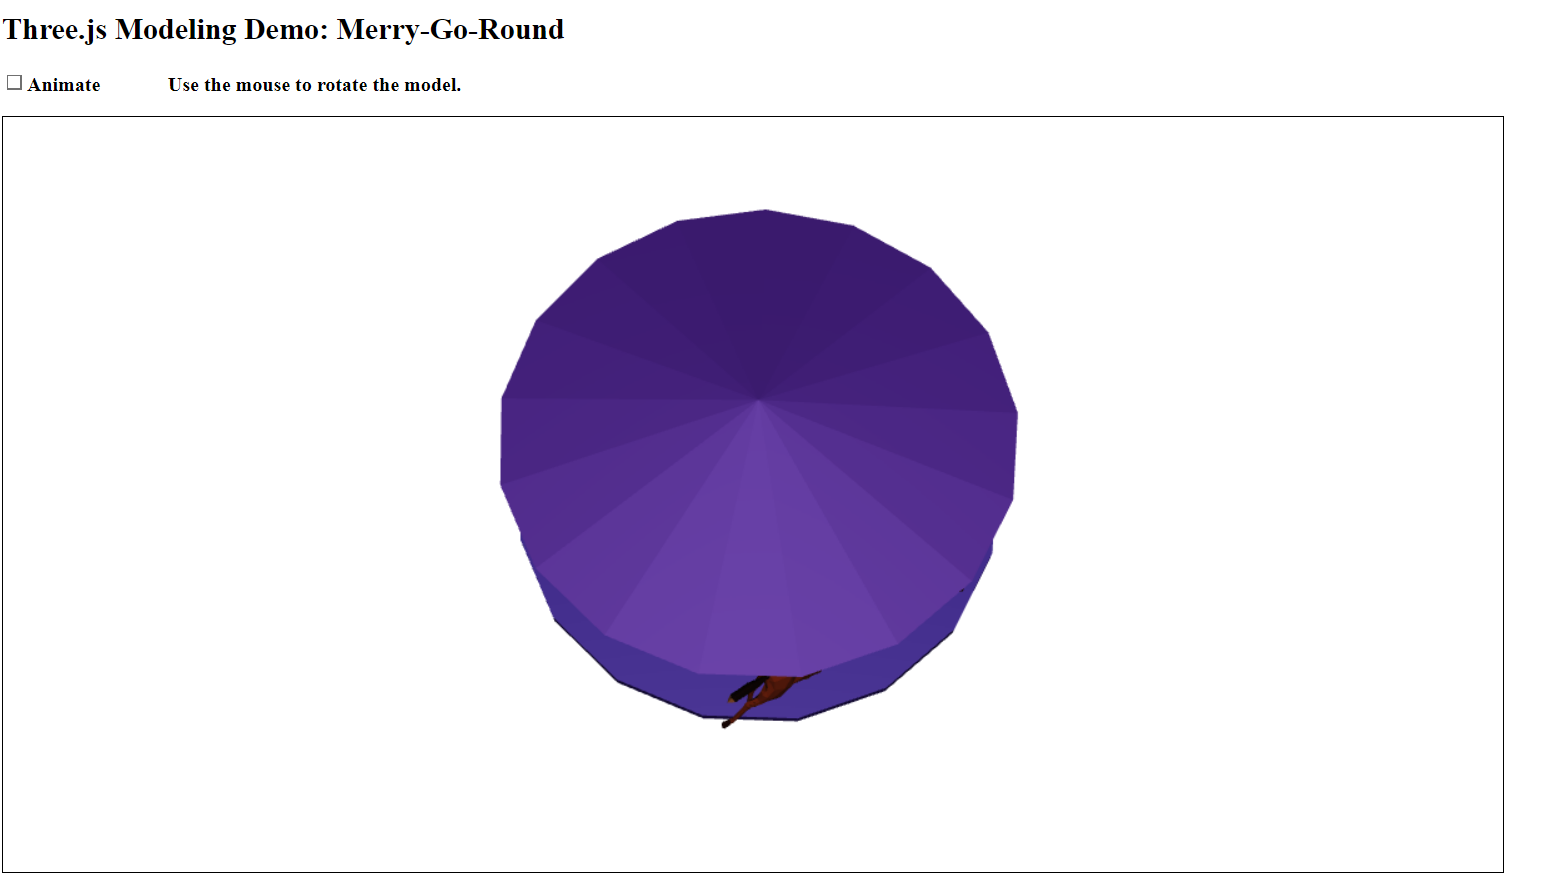 Three.js Modeling Demo: Merry-Go-Round
Animate Use the mouse to rotate the model.